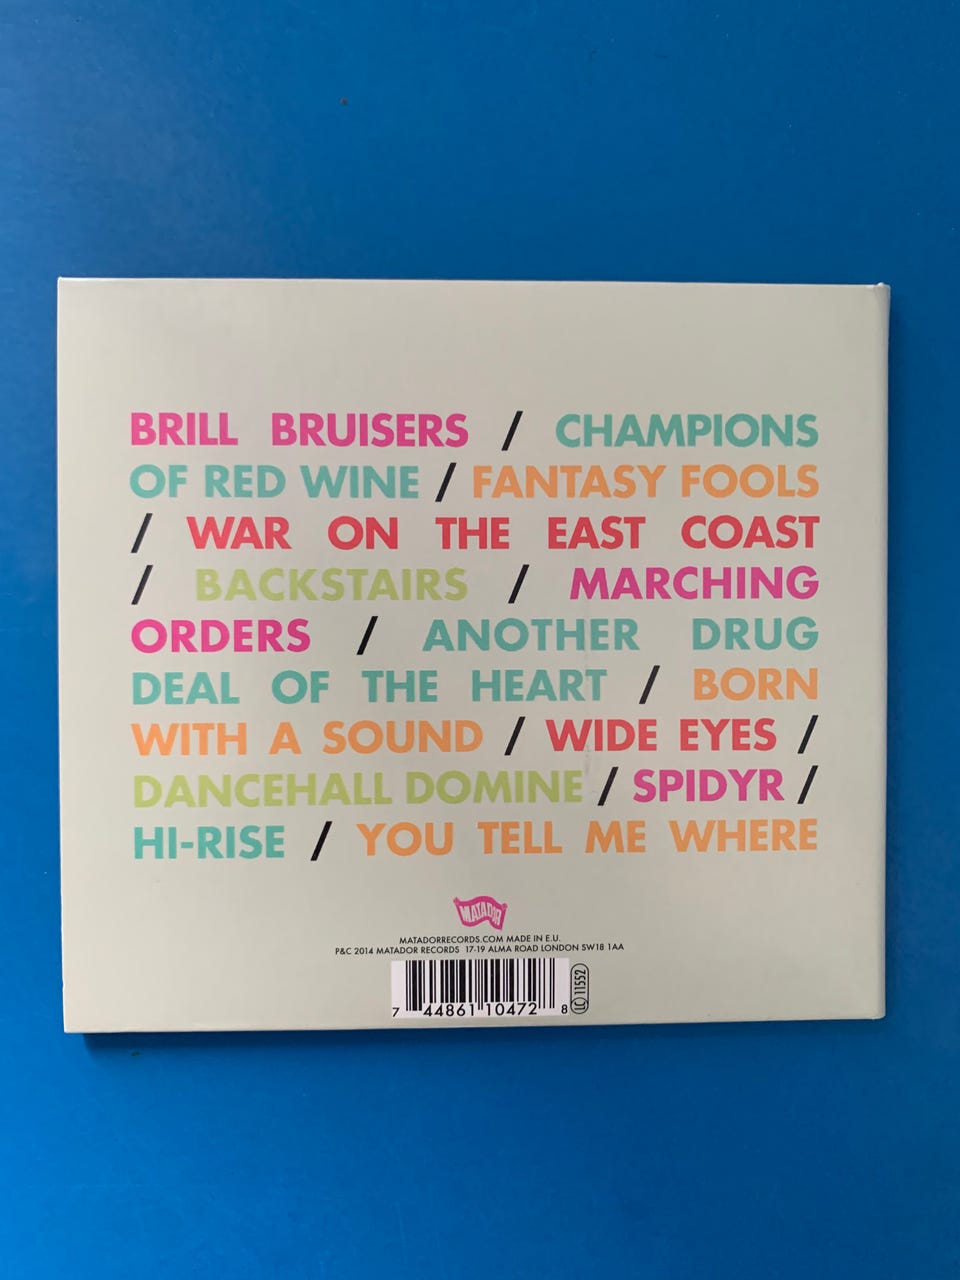 BRILL BRUISERS / CHAMPIONS
OF RED WINE / FANTASY FOOLS
/ WAR ON THE EAST COAST
/ BACKSTAIRS / MARCHING
ORDERS / ANOTHER DRUG
DEAL OF THE HEART / BORN
WITH A SOUND / WIDE EYES /
DANCEHALL DOMINE / SPIDYR /
HI-RISE / YOU TELL ME WHERE
MATADOR
MATADORRECORDS.COM MADE IN E.U.
P&C 2014 MATADOR RECORDS 17-19 ALMA ROAD LONDON SW18 1AA
7 44861 10472 8
LC 11552